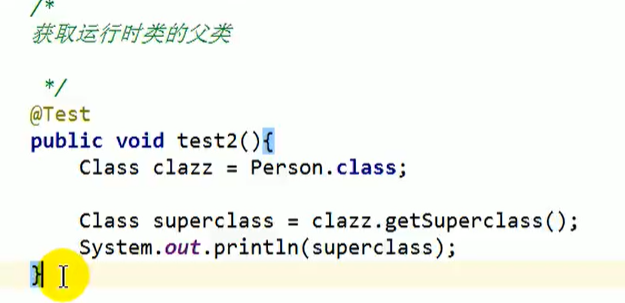 /*
获取运行时类的父类
*/
@Test
public void test2(){
Class clazz = Person.class;
Class superclass = clazz.getSuperclass();
System.out.println(superclass);
}